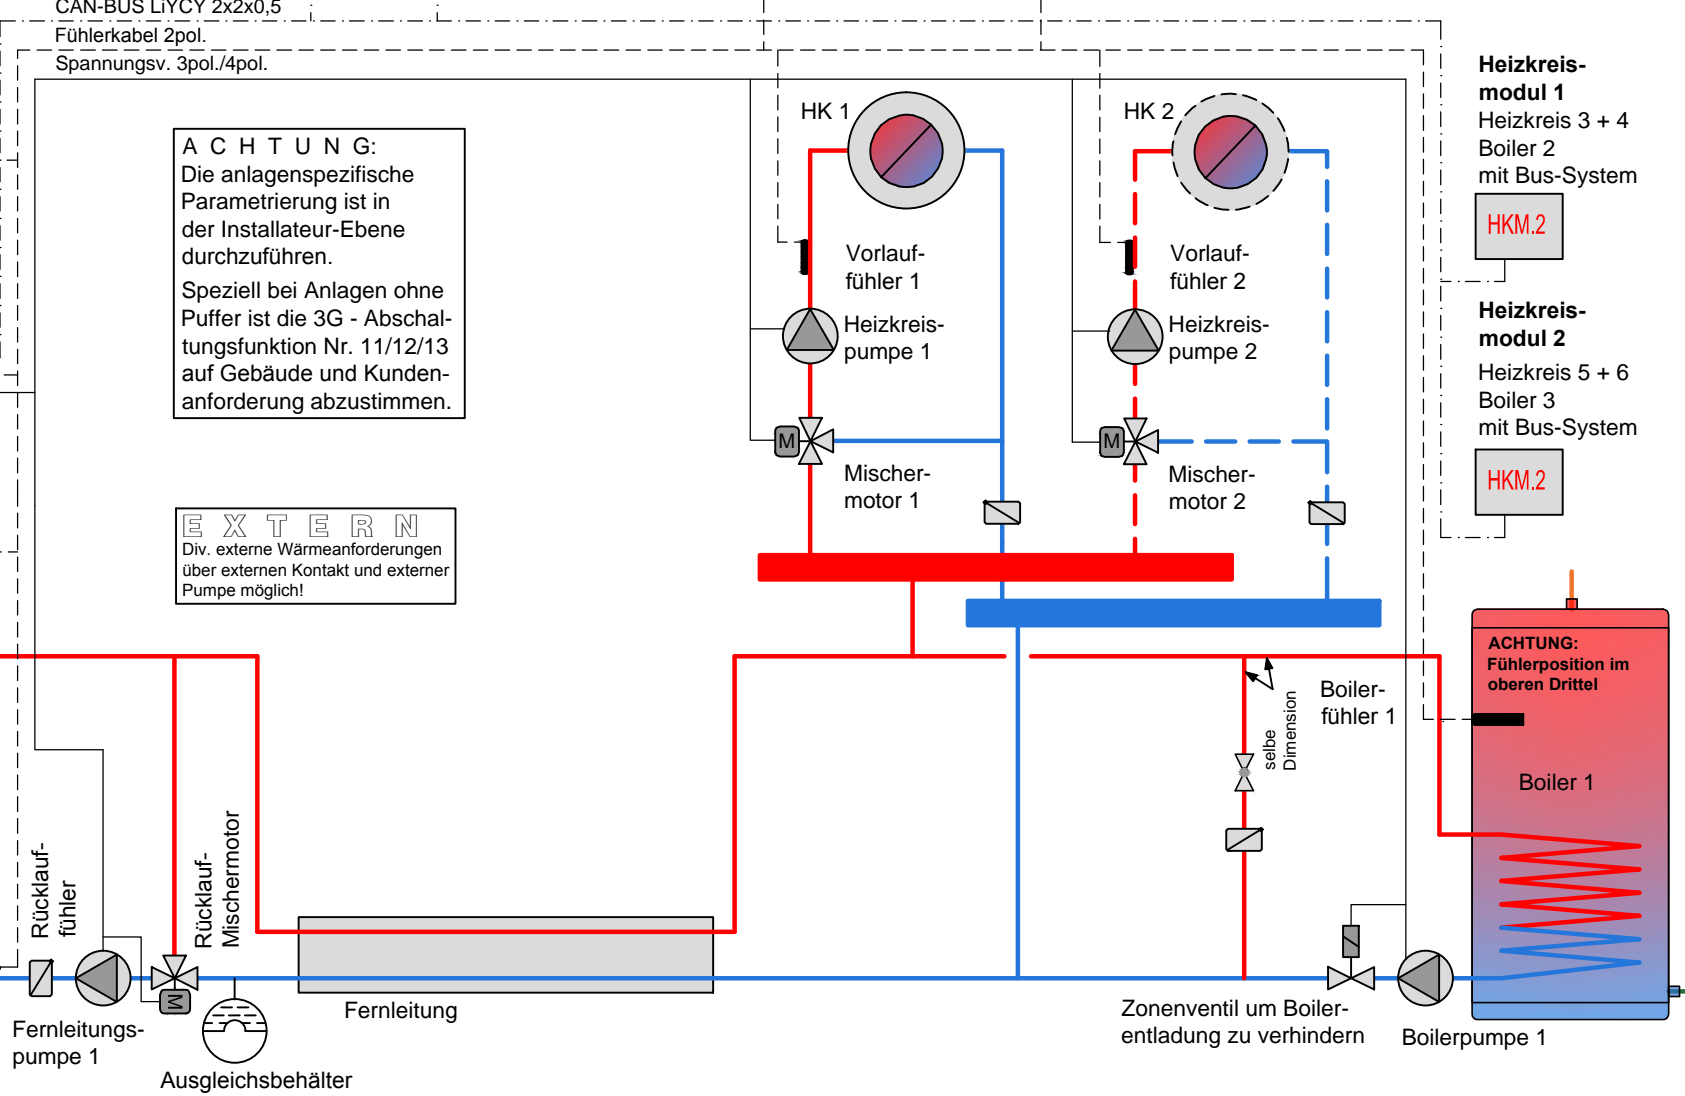 CAN-BUS LiYCY 2x2x0,5
Fühlerkabel 2pol.
Spannungsv. 3pol./4pol.
A C H T U N G:
Die anlagenspezifische
Parametrierung ist in
der Installateur-Ebene
durchzuführen.
Speziell bei Anlagen ohne
Puffer ist die 3G - Abschal-
tungsfunktion Nr. 11/12/13
auf Gebäude und Kunden-
anforderung abzustimmen.
E X T E R N
Div. externe Wärmeanforderungen
über externen Kontakt und externer
Pumpe möglich!
HK 1
Vorlauf-
fühler 1
Heizkreis-
pumpe 1
M
Mischer-
motor 1
HK 2
Vorlauf-
fühler 2
Heizkreis-
pumpe 2
M
Mischer-
motor 2
Heizkreis-
modul 1
Heizkreis 3 + 4
Boiler 2
mit Bus-System
HKM.2
Heizkreis-
modul 2
Heizkreis 5 + 6
Boiler 3
mit Bus-System
HKM.2
ACHTUNG:
Fühlerposition im
oberen Drittel
Boiler-
fühler 1
selbe
Dimension
Boiler 1
Rücklauf-
fühler
Rücklauf-
Mischermotor
M
Fernleitungs-
pumpe 1
Ausgleichsbehälter
Fernleitung
Zonenventil um Boiler-
entladung zu verhindern
Boilerpumpe 1